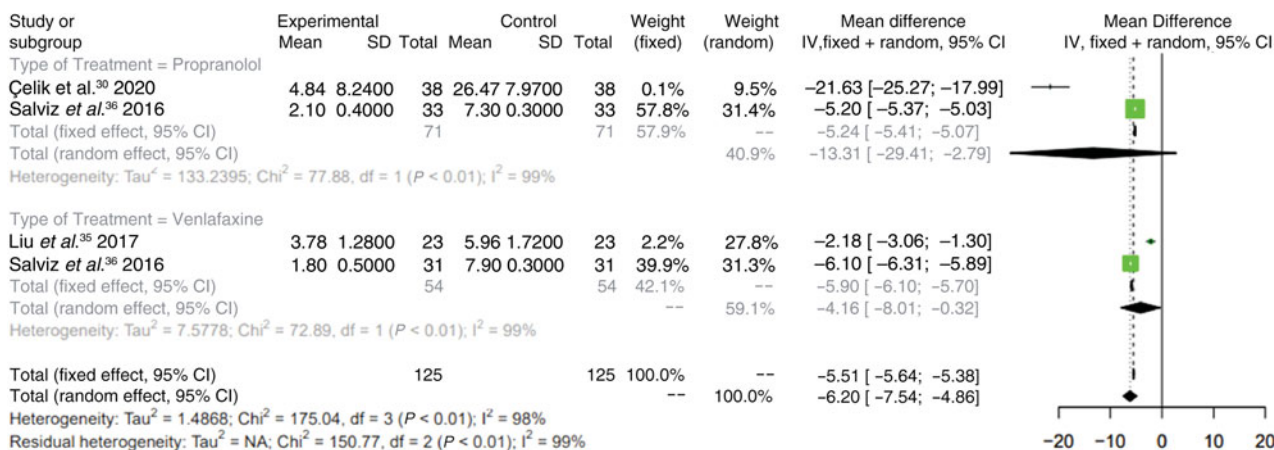 Study or Experimental Control Weight Weight Mean difference Mean Difference
subgroup Mean SD Total Mean SD Total (fixed) (random) IV,fixed + random, 95% CI IV, fixed + random, 95% CI
Type of Treatment = Propranolol
Çelik et al.³⁰ 2020 4.84 8.2400 38 26.47 7.9700 38 0.1% 9.5% −21.63 [−25.27; −17.99]
Salviz et al.³⁶ 2016 2.10 0.4000 33 7.30 0.3000 33 57.8% 31.4% −5.20 [−5.37; −5.03]
Total (fixed effect, 95% CI) 71 71 57.9% -- −5.24 [−5.41; −5.07]
Total (random effect, 95% CI) 40.9% −13.31 [−29.41; −2.79]
Heterogeneity: Tau² = 133.2395; Chi² = 77.88, df = 1 (P < 0.01); I² = 99%
Type of Treatment = Venlafaxine
Liu et al.³⁵ 2017 3.78 1.2800 23 5.96 1.7200 23 2.2% 27.8% −2.18 [−3.06; −1.30]
Salviz et al.³⁶ 2016 1.80 0.5000 31 7.90 0.3000 31 39.9% 31.3% −6.10 [−6.31; −5.89]
Total (fixed effect, 95% CI) 54 54 42.1% -- −5.90 [−6.10; −5.70]
Total (random effect, 95% CI) -- 59.1% −4.16 [−8.01; −0.32]
Heterogeneity: Tau² = 7.5778; Chi² = 72.89, df = 1 (P < 0.01); I² = 99%
Total (fixed effect, 95% CI) 125 125 100.0% -- −5.51 [−5.64; −5.38]
Total (random effect, 95% CI) -- 100.0% −6.20 [−7.54; −4.86]
Heterogeneity: Tau² = 1.4868; Chi² = 175.04, df = 3 (P < 0.01); I² = 98%
Residual heterogeneity: Tau² = NA; Chi² = 150.77, df = 2 (P < 0.01); I² = 99%
−20 −10 0 10 20